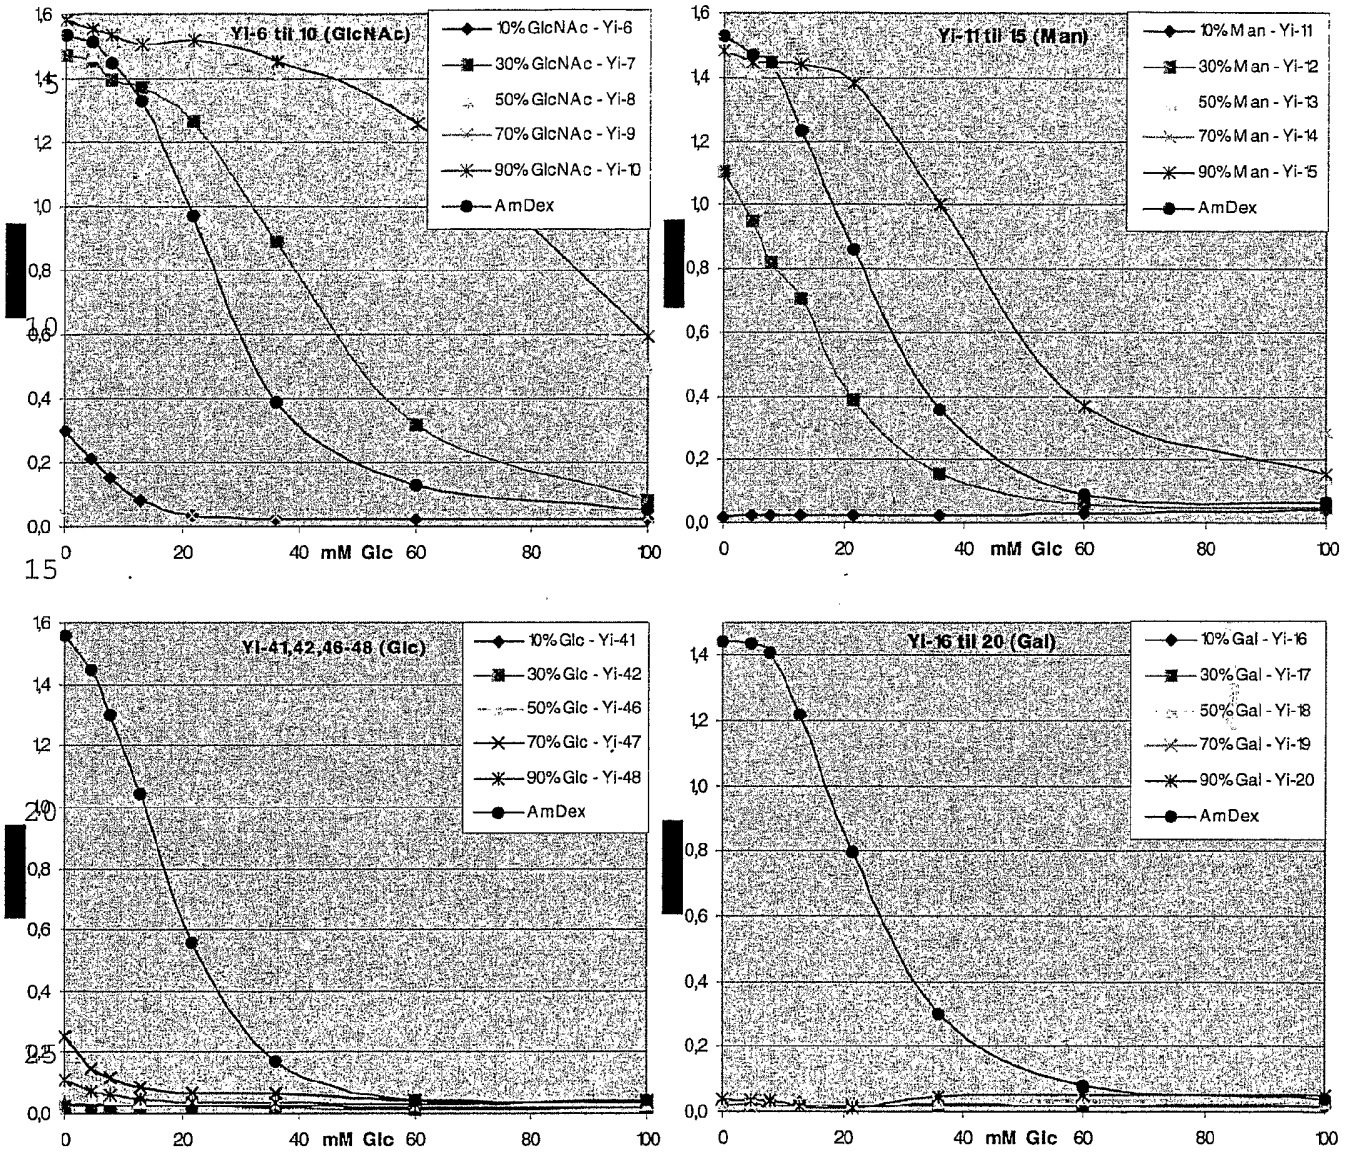 Yi-6 til 10 (GlcNAc)
10% GlcNAc - Yi-6
30% GlcNAc - Yi-7
50% GlcNAc - Yi-8
70% GlcNAc - Yi-9
90% GlcNAc - Yi-10
AmDex
1,6
1,4
1,2
1,0
0,8
0,6
0,4
0,2
0,0
0
20
40
mM Glc
60
80
100
5
10
15
Yi-11 til 15 (Man)
10% Man - Yi-11
30% Man - Yi-12
50% Man - Yi-13
70% Man - Yi-14
90% Man - Yi-15
AmDex
1,6
1,4
1,2
1,0
0,8
0,6
0,4
0,2
0,0
0
20
40
mM Glc
60
80
100
Yi-41,42,46-48 (Glc)
10% Glc - Yi-41
30% Glc - Yi-42
50% Glc - Yi-46
70% Glc - Yi-47
90% Glc - Yi-48
AmDex
1,6
1,4
1,2
1,0
0,8
0,6
0,4
0,2
0,0
0
20
40
mM Glc
60
80
100
20
25
Yi-16 til 20 (Gal)
10% Gal - Yi-16
30% Gal - Yi-17
50% Gal - Yi-18
70% Gal - Yi-19
90% Gal - Yi-20
AmDex
1,4
1,2
1,0
0,8
0,6
0,4
0,2
0,0
0
20
40
mM Glc
60
80
100